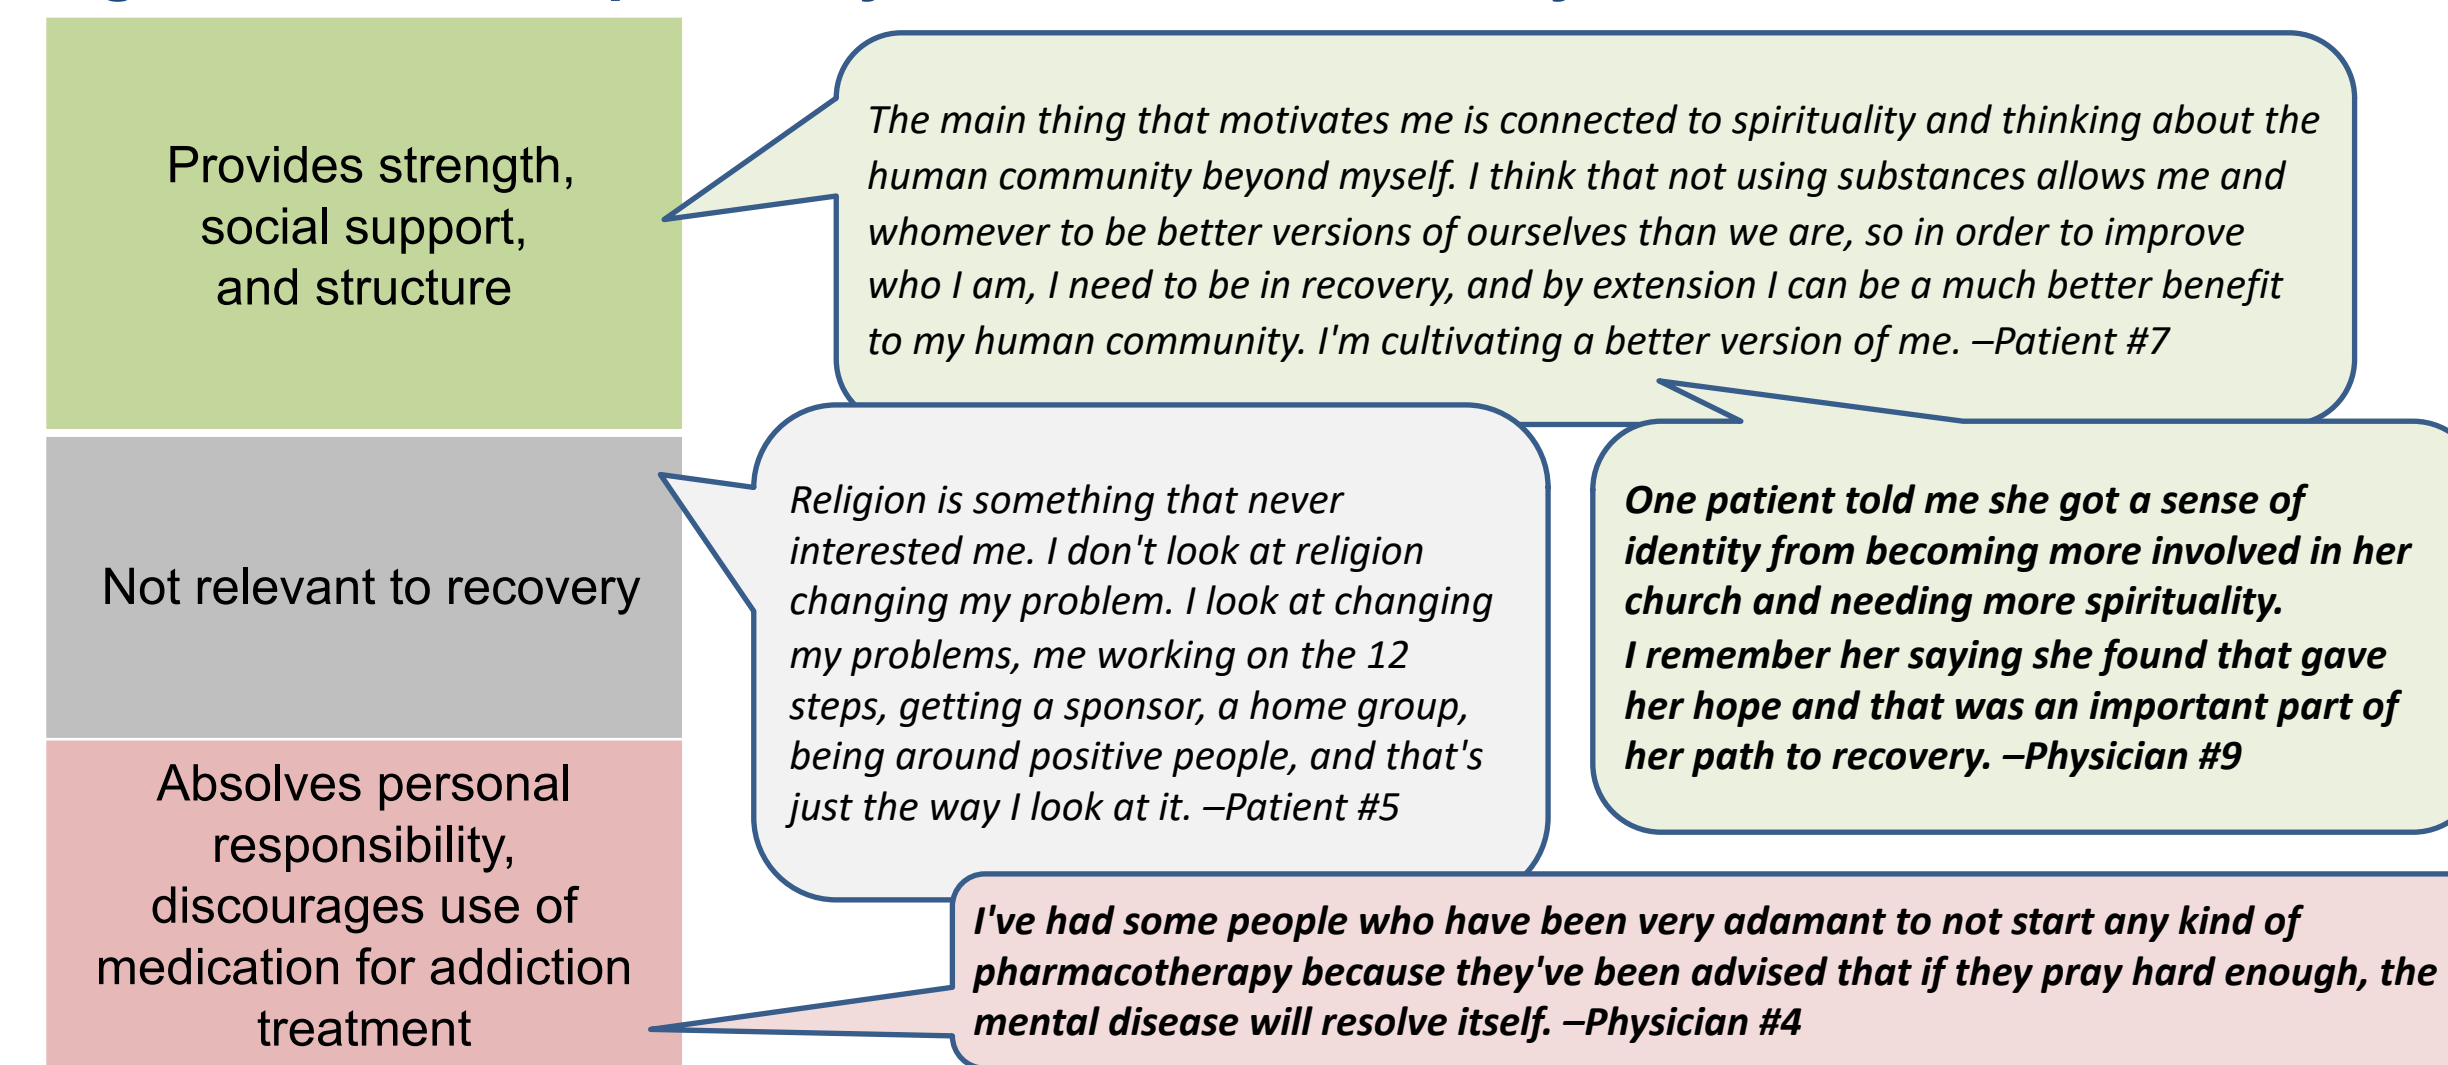 Provides strength,
social support,
and structure
The main thing that motivates me is connected to spirituality and thinking about the
human community beyond myself. I think that not using substances allows me and
whomever to be better versions of ourselves than we are, so in order to improve
who I am, I need to be in recovery, and by extension I can be a much better benefit
to my human community. I'm cultivating a better version of me. –Patient #7
Not relevant to recovery
Religion is something that never
interested me. I don't look at religion
changing my problem. I look at changing
my problems, me working on the 12
steps, getting a sponsor, a home group,
being around positive people, and that's
just the way I look at it. –Patient #5
One patient told me she got a sense of
identity from becoming more involved in her
church and needing more spirituality.
I remember her saying she found that gave
her hope and that was an important part of
her path to recovery. –Physician #9
Absolves personal
responsibility,
discourages use of
medication for addiction
treatment
I've had some people who have been very adamant to not start any kind of
pharmacotherapy because they've been advised that if they pray hard enough, the
mental disease will resolve itself. –Physician #4